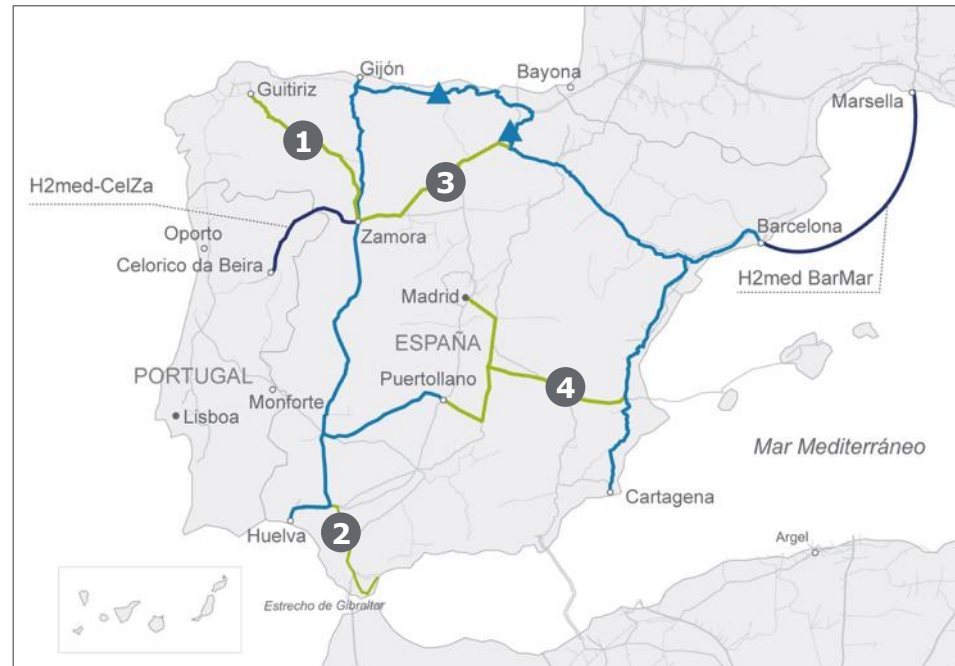 Gijón
Bayona
Guitiriz
Marsella
1
3
H2med-CelZa
Oporto
Zamora
Barcelona
Celorico da Beira
H2med BarMar
Madrid
ESPAÑA
PORTUGAL
Puertollano
4
Monforte
Lisboa
Mar Mediterráneo
Cartagena
Huelva
2
Argel
Estrecho de Gibraltar